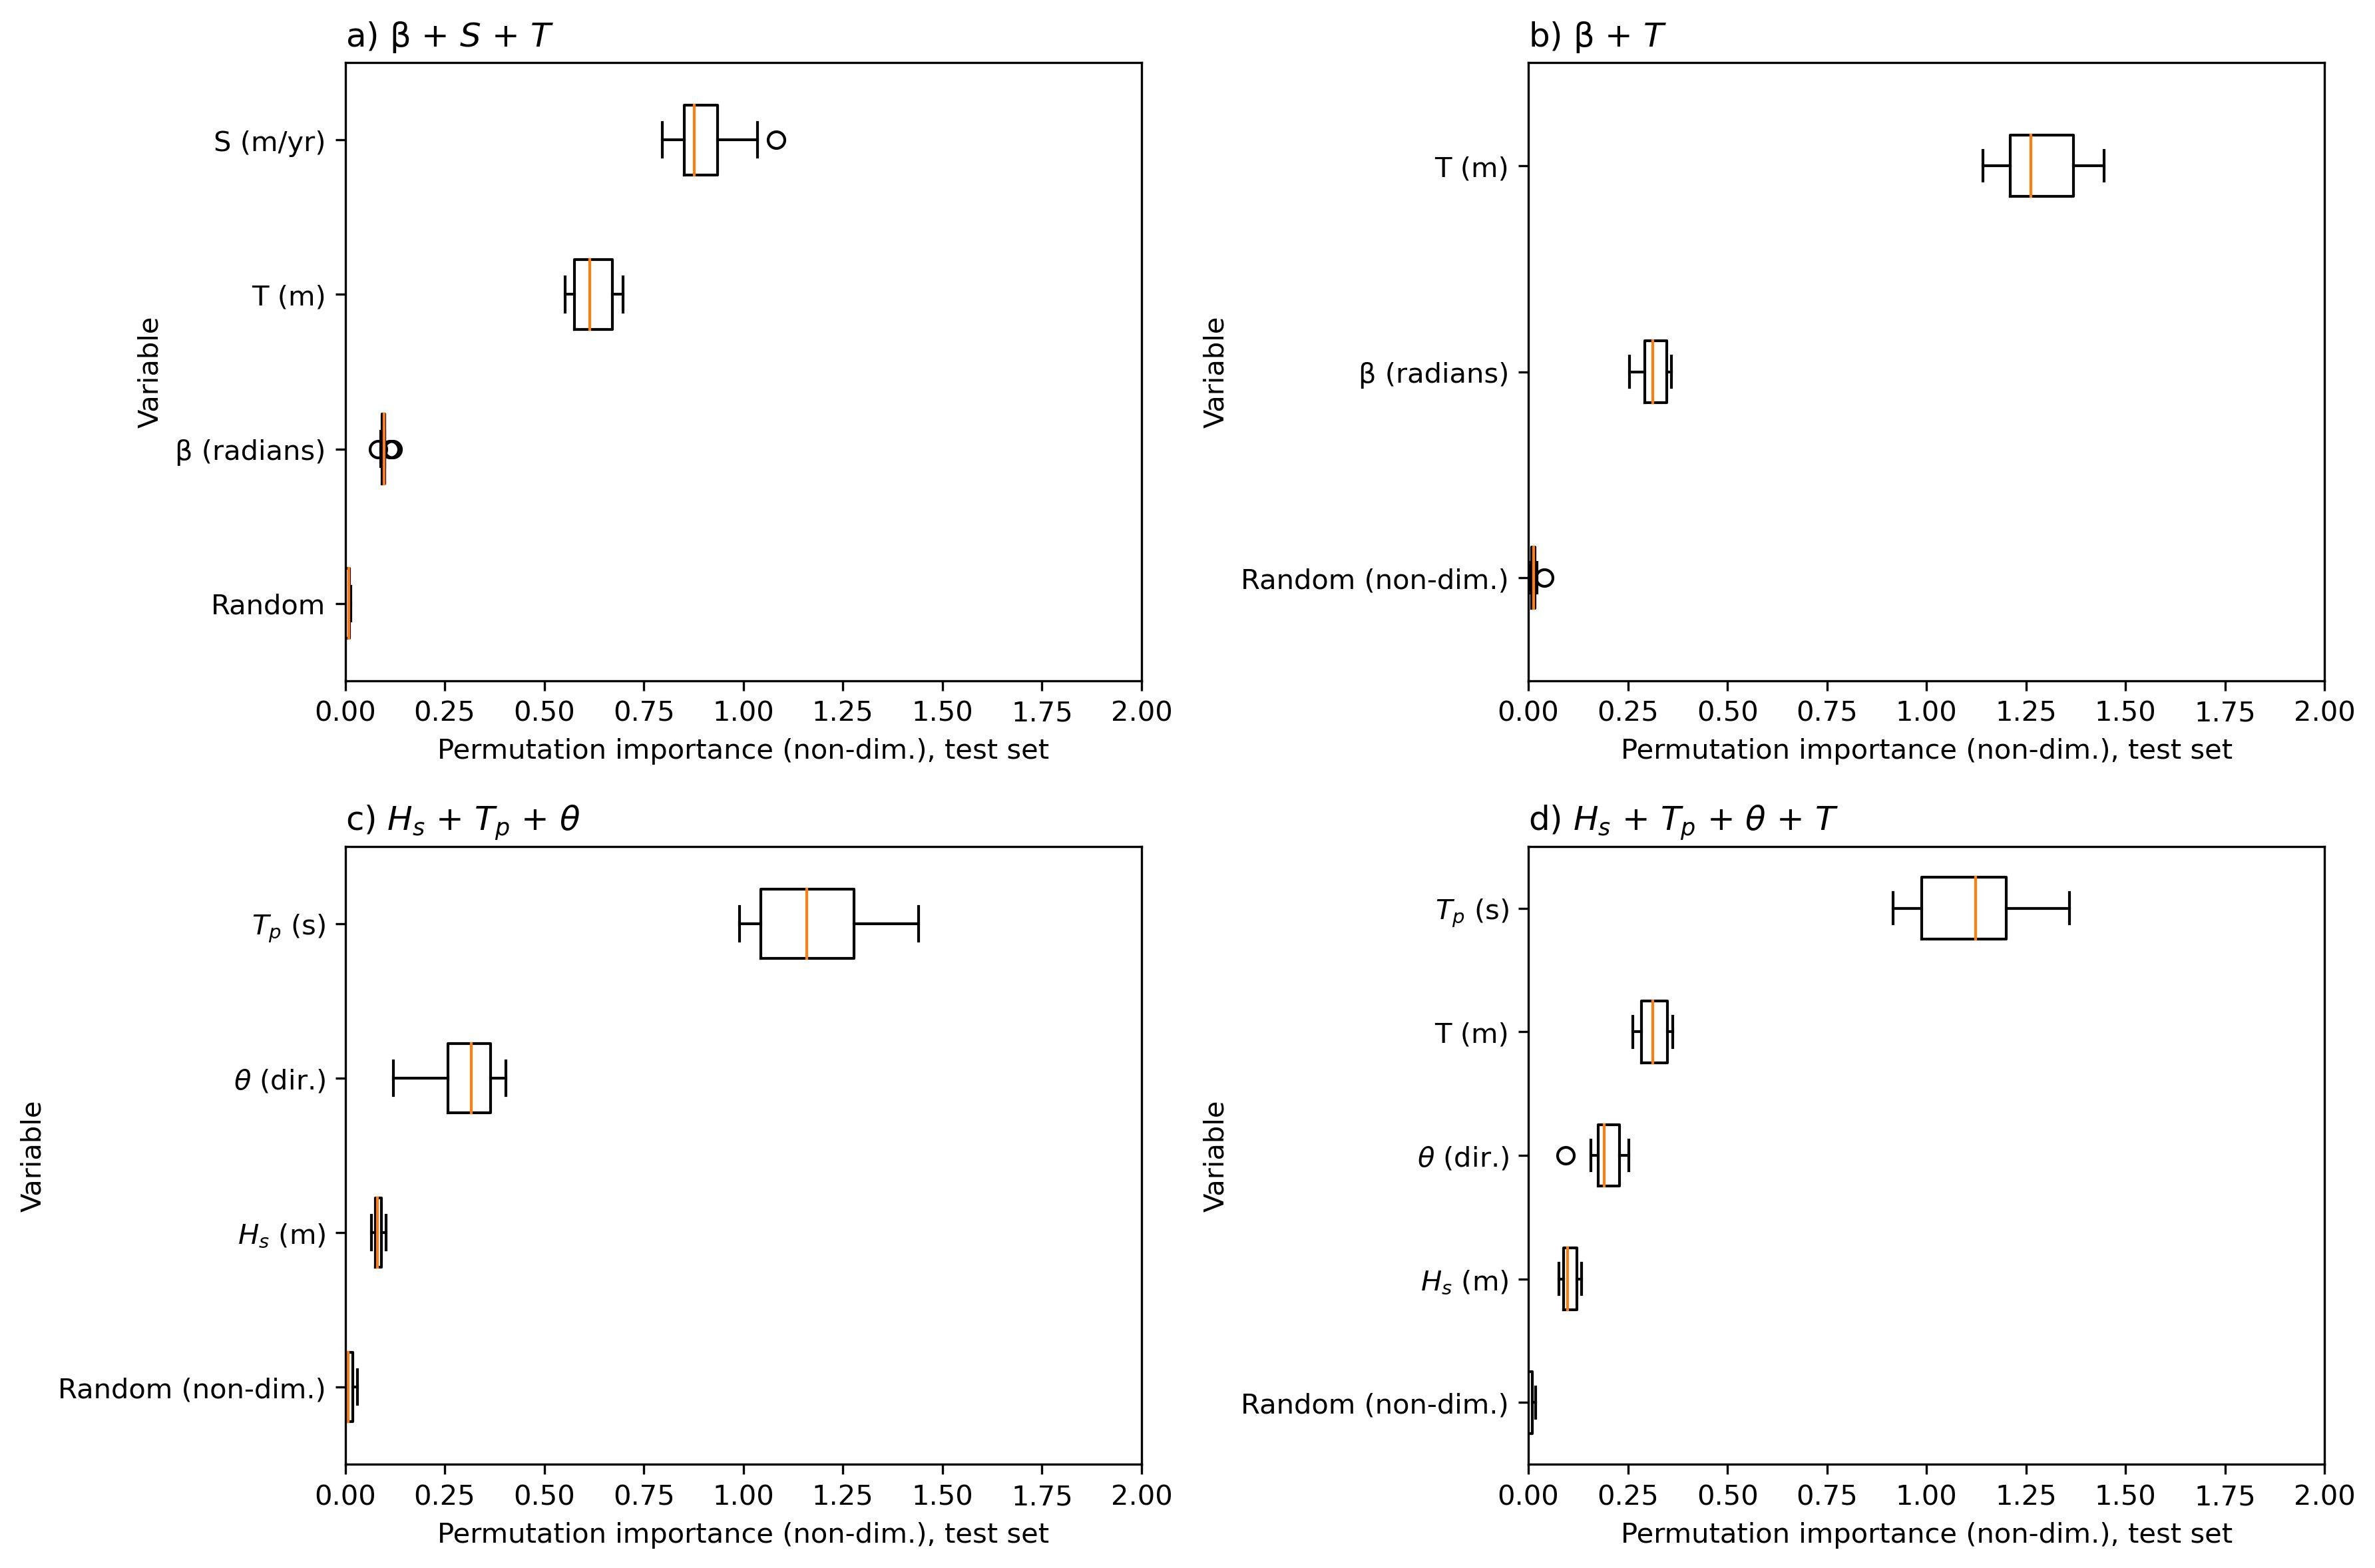 a) β + S + T
S (m/yr)
T (m)
β (radians)
Random
Variable
0.00 0.25 0.50 0.75 1.00 1.25 1.50 1.75 2.00
Permutation importance (non-dim.), test set
b) β + T
T (m)
β (radians)
Random (non-dim.)
Variable
0.00 0.25 0.50 0.75 1.00 1.25 1.50 1.75 2.00
Permutation importance (non-dim.), test set
c) Hs + Tp + θ
Tp (s)
θ (dir.)
Hs (m)
Random (non-dim.)
Variable
0.00 0.25 0.50 0.75 1.00 1.25 1.50 1.75 2.00
Permutation importance (non-dim.), test set
d) Hs + Tp + θ + T
Tp (s)
T (m)
θ (dir.)
Hs (m)
Random (non-dim.)
Variable
0.00 0.25 0.50 0.75 1.00 1.25 1.50 1.75 2.00
Permutation importance (non-dim.), test set